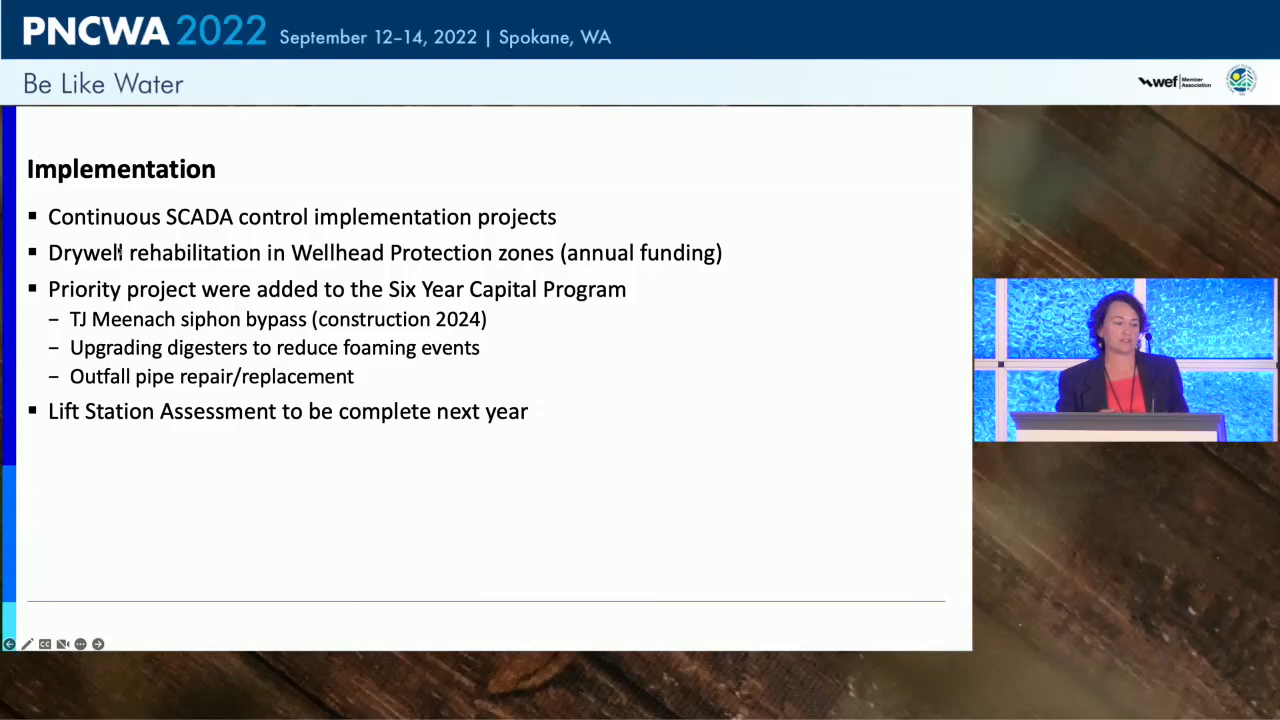 PNCWA 2022 September 12–14, 2022 | Spokane, WA
Be Like Water
wef Member Association
Implementation
▪ Continuous SCADA control implementation projects
▪ Drywell rehabilitation in Wellhead Protection zones (annual funding)
▪ Priority project were added to the Six Year Capital Program
– TJ Meenach siphon bypass (construction 2024)
– Upgrading digesters to reduce foaming events
– Outfall pipe repair/replacement
▪ Lift Station Assessment to be complete next year
CC